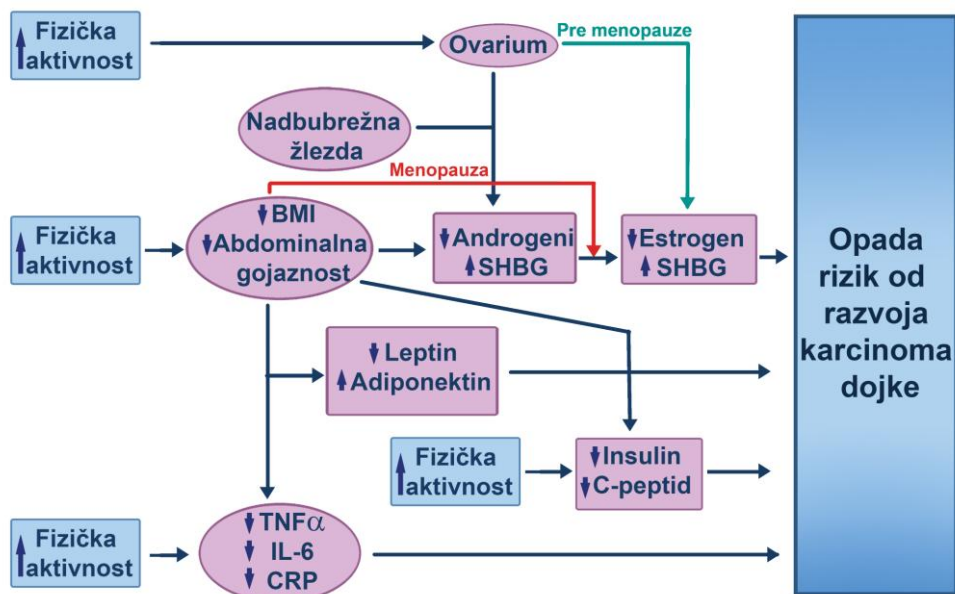 Fizička
aktivnost
Ovarium
Pre menopauze
Nadbubrežna
žlezda
Menopauza
Fizička
aktivnost
BMI
Abdominalna
gojaznost
Androgeni
SHBG
Estrogen
SHBG
Opada
rizik od
razvoja
karcinoma
dojke
Leptin
Adiponektin
Fizička
aktivnost
Insulin
C-peptid
Fizička
aktivnost
TNFα
IL-6
CRP